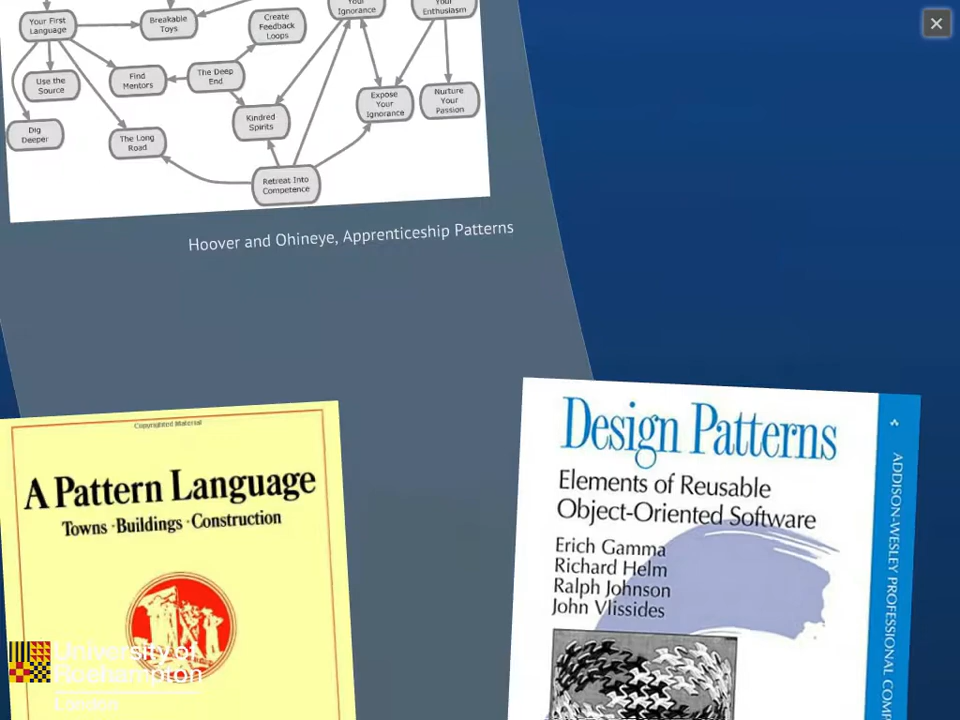 Your First
Language
Breakable
Toys
Create
Feedback
Loops
Your
Ignorance
Your
Enthusiasm
Use the
Source
Find
Mentors
The Deep
End
Expose
Your
Ignorance
Nurture
Your
Passion
Dig
Deeper
The Long
Road
Kindred
Spirits
Retreat Into
Competence
Hoover and Ohineye, Apprenticeship Patterns
Copyrighted Material
A Pattern Language
Towns · Buildings · Construction
Design Patterns
Elements of Reusable
Object-Oriented Software
Erich Gamma
Richard Helm
Ralph Johnson
John Vlissides
ADDISON-WESLEY PROFESSIONAL COMP
University of
Roehampton
London